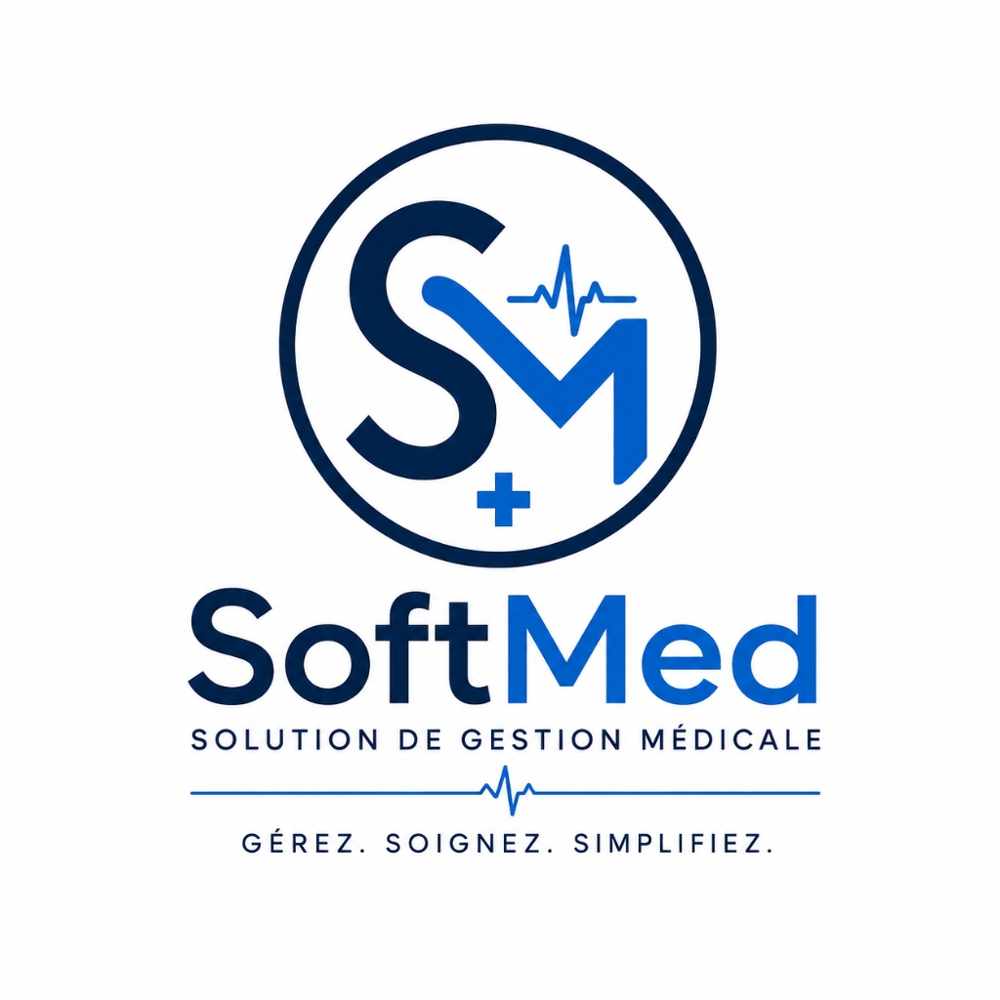 SM
SoftMed
SOLUTION DE GESTION MÉDICALE
GÉREZ. SOIGNEZ. SIMPLIFIEZ.